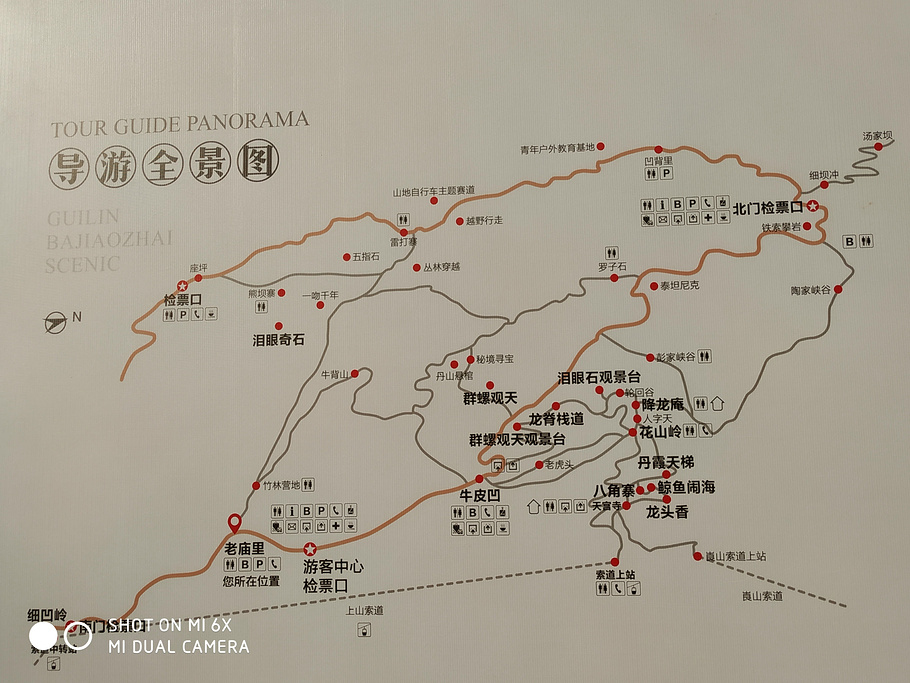 TOUR GUIDE PANORAMA
导游全景图
GUILIN
BAJIAOZHAI
SCENIC
N
汤家坝
细坝冲
青年户外教育基地
凹背里
P
山地自行车主题赛道
越野行走
雷打寨
北门检票口
i B P
铁索攀岩
B
五指石
丛林穿越
罗子石
座坪
检票口
P
熊坝寨
一吻千年
泪眼奇石
泰坦尼克
陶家峡谷
彭家峡谷
秘境寻宝
丹山悬棺
牛背山
群螺观天
泪眼石观景台
轮回谷
降龙庵
人字天
龙脊栈道
花山岭
群螺观天观景台
老虎头
丹霞天梯
牛皮凹
B
八角寨
鲸鱼闹海
天宫寺
龙头香
竹林营地
i B P
老庙里
B P
您所在位置
游客中心
检票口
索道上站
崀山索道上站
崀山索道
上山索道
细凹岭
SHOT ON MI 6X
MI DUAL CAMERA